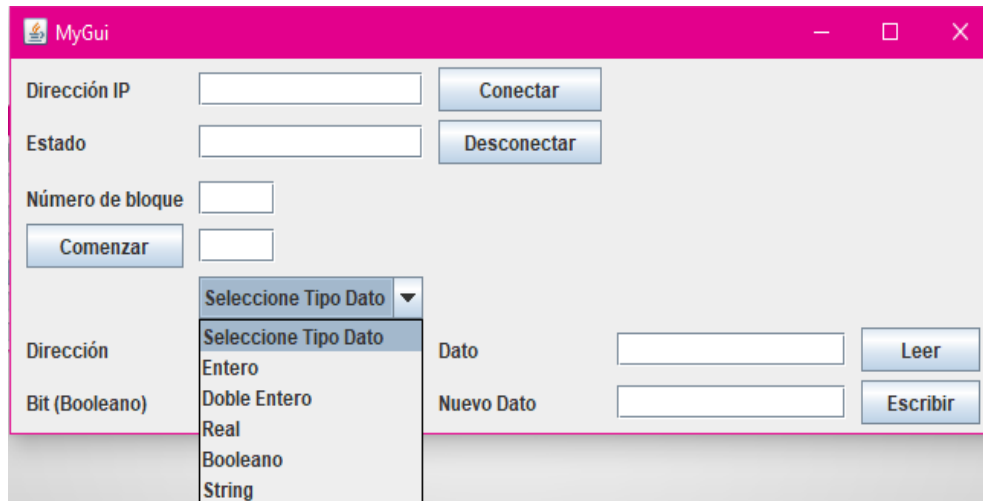 MyGui
Dirección IP Conectar
Estado Desconectar
Número de bloque
Comenzar
Seleccione Tipo Dato
Seleccione Tipo Dato
Dirección Dato Leer
Entero
Doble Entero
Bit (Booleano) Nuevo Dato Escribir
Real
Booleano
String